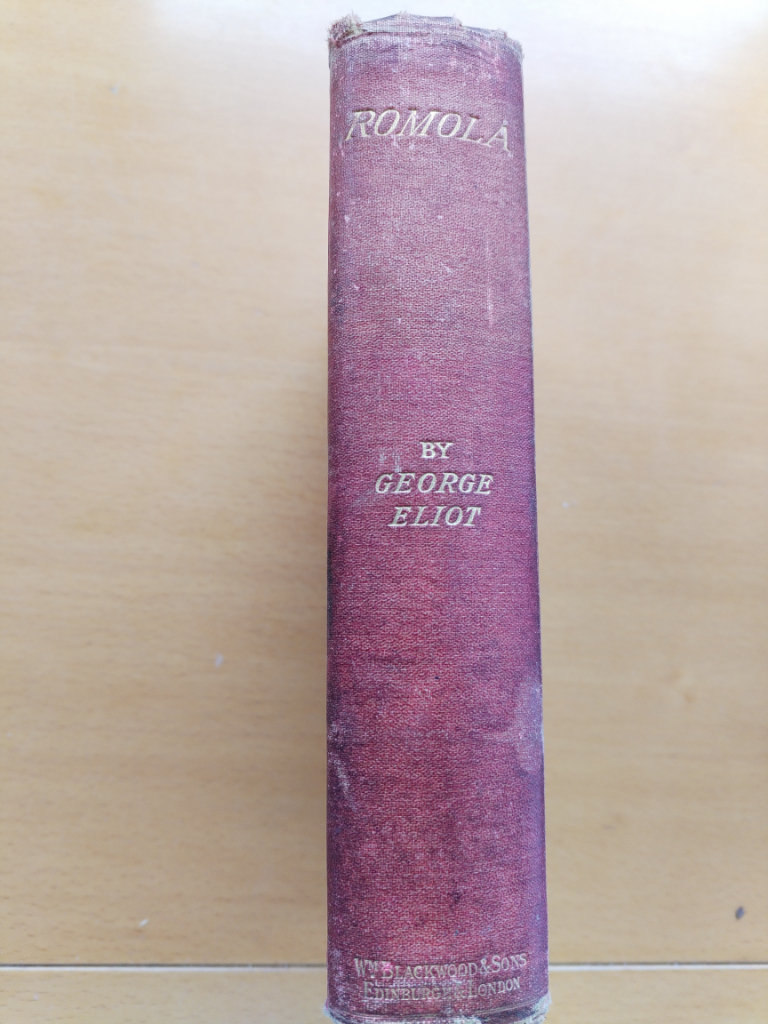 ROMOLA
BY
GEORGE
ELIOT
WM BLACKWOOD & SONS
EDINBURGH & LONDON